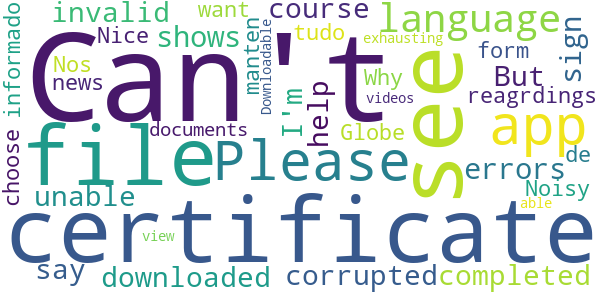 invalid want course language
informado Nice shows tudo exhausting sign
Nos news Can't see form
manten Downloadable Why But
choose documents I'm help videos reagrdings
file Please Globe app
unable errors de
certificate Noisy able
say view
downloaded corrupted completed